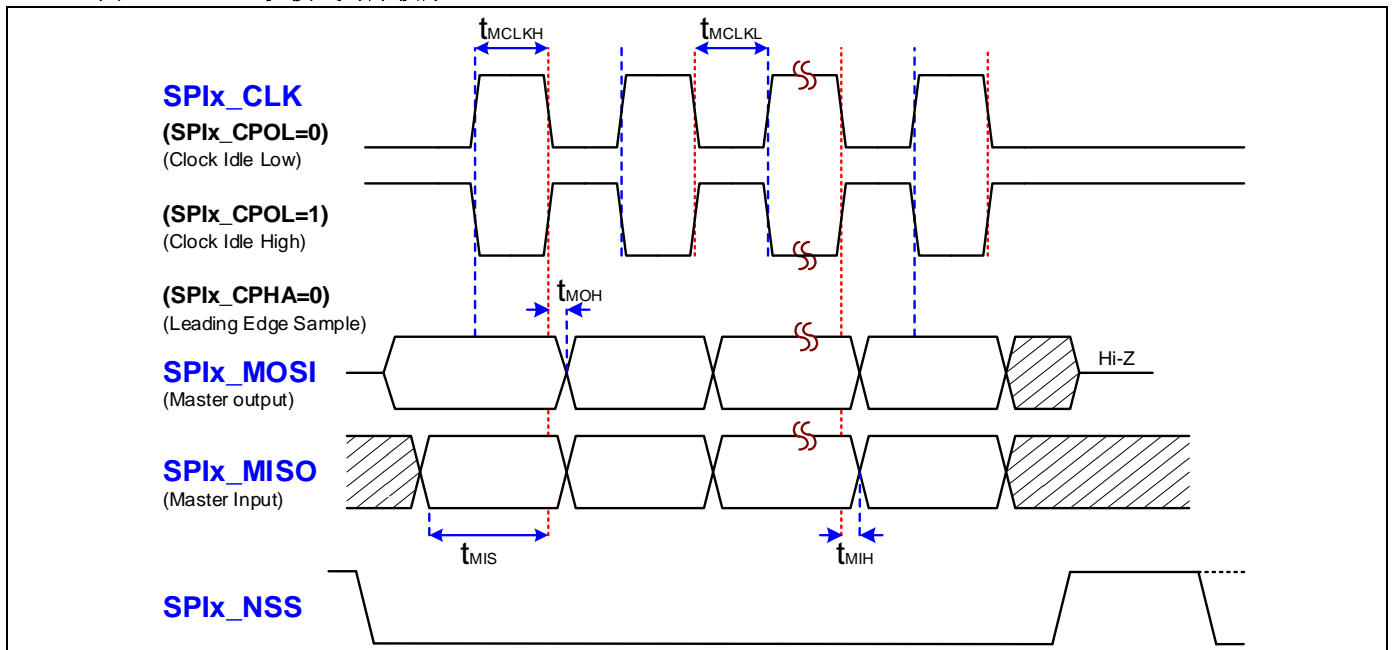 tMCLKH
tMCLKL
SPIx_CLK
(SPIx_CPOL=0)
(Clock Idle Low)
(SPIx_CPOL=1)
(Clock Idle High)
(SPIx_CPHA=0)
tMOH
(Leading Edge Sample)
SPIx_MOSI
Hi-Z
(Master output)
SPIx_MISO
(Master Input)
tMIS
tMIH
SPIx_NSS